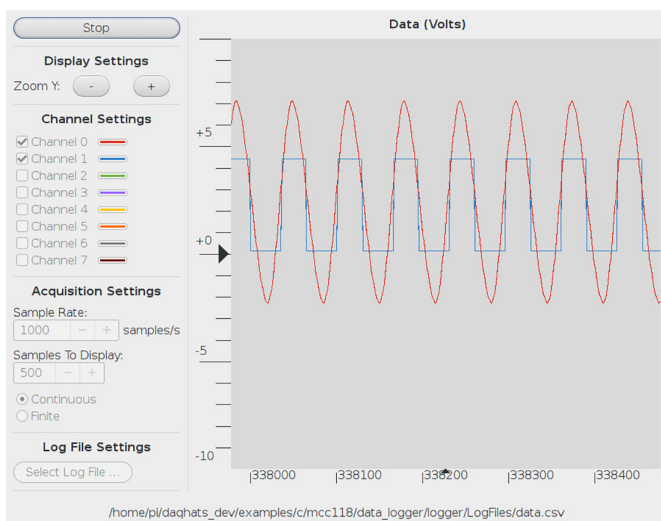 Stop
Display Settings
Zoom Y: - +
Channel Settings
Channel 0
Channel 1
Channel 2
Channel 3
Channel 4
Channel 5
Channel 6
Channel 7
Acquisition Settings
Sample Rate:
1000 − + samples/s
Samples To Display:
500 − +
Continuous
Finite
Log File Settings
Select Log File ...
Data (Volts)
+5
+0
-5
-10
338000 338100 338200 338300 338400
/home/pi/daqhats_dev/examples/c/mcc118/data_logger/logger/LogFiles/data.csv